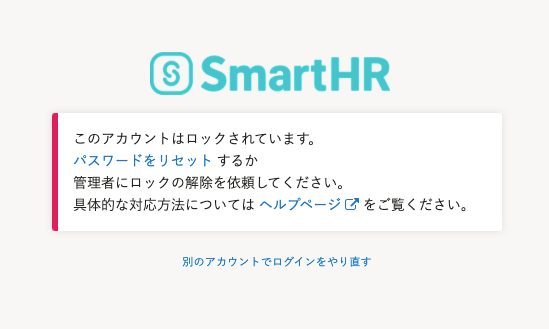 SmartHR
このアカウントはロックされています。
パスワードをリセット するか
管理者にロックの解除を依頼してください。
具体的な対応方法については ヘルプページ をご覧ください。
別のアカウントでログインをやり直す